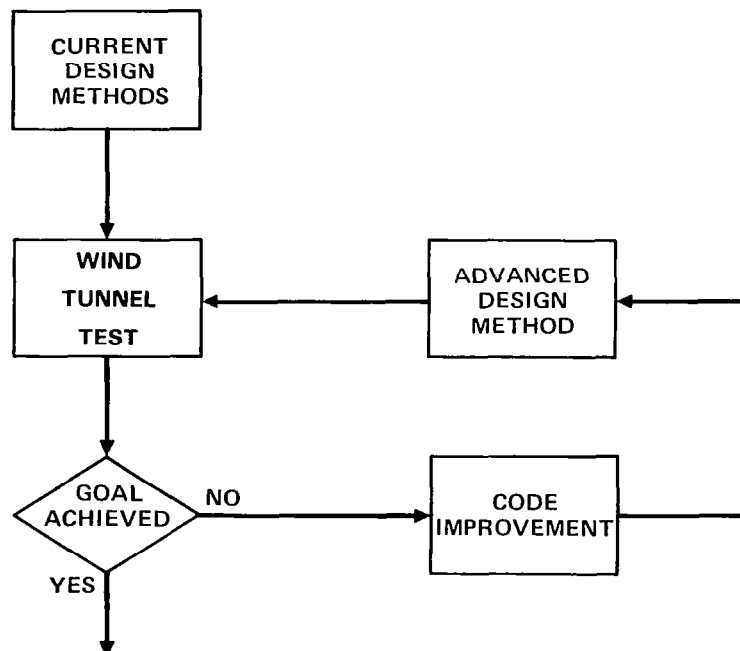 CURRENT
DESIGN
METHODS
WIND
TUNNEL
TEST
ADVANCED
DESIGN
METHOD
GOAL
ACHIEVED
NO
CODE
IMPROVEMENT
YES